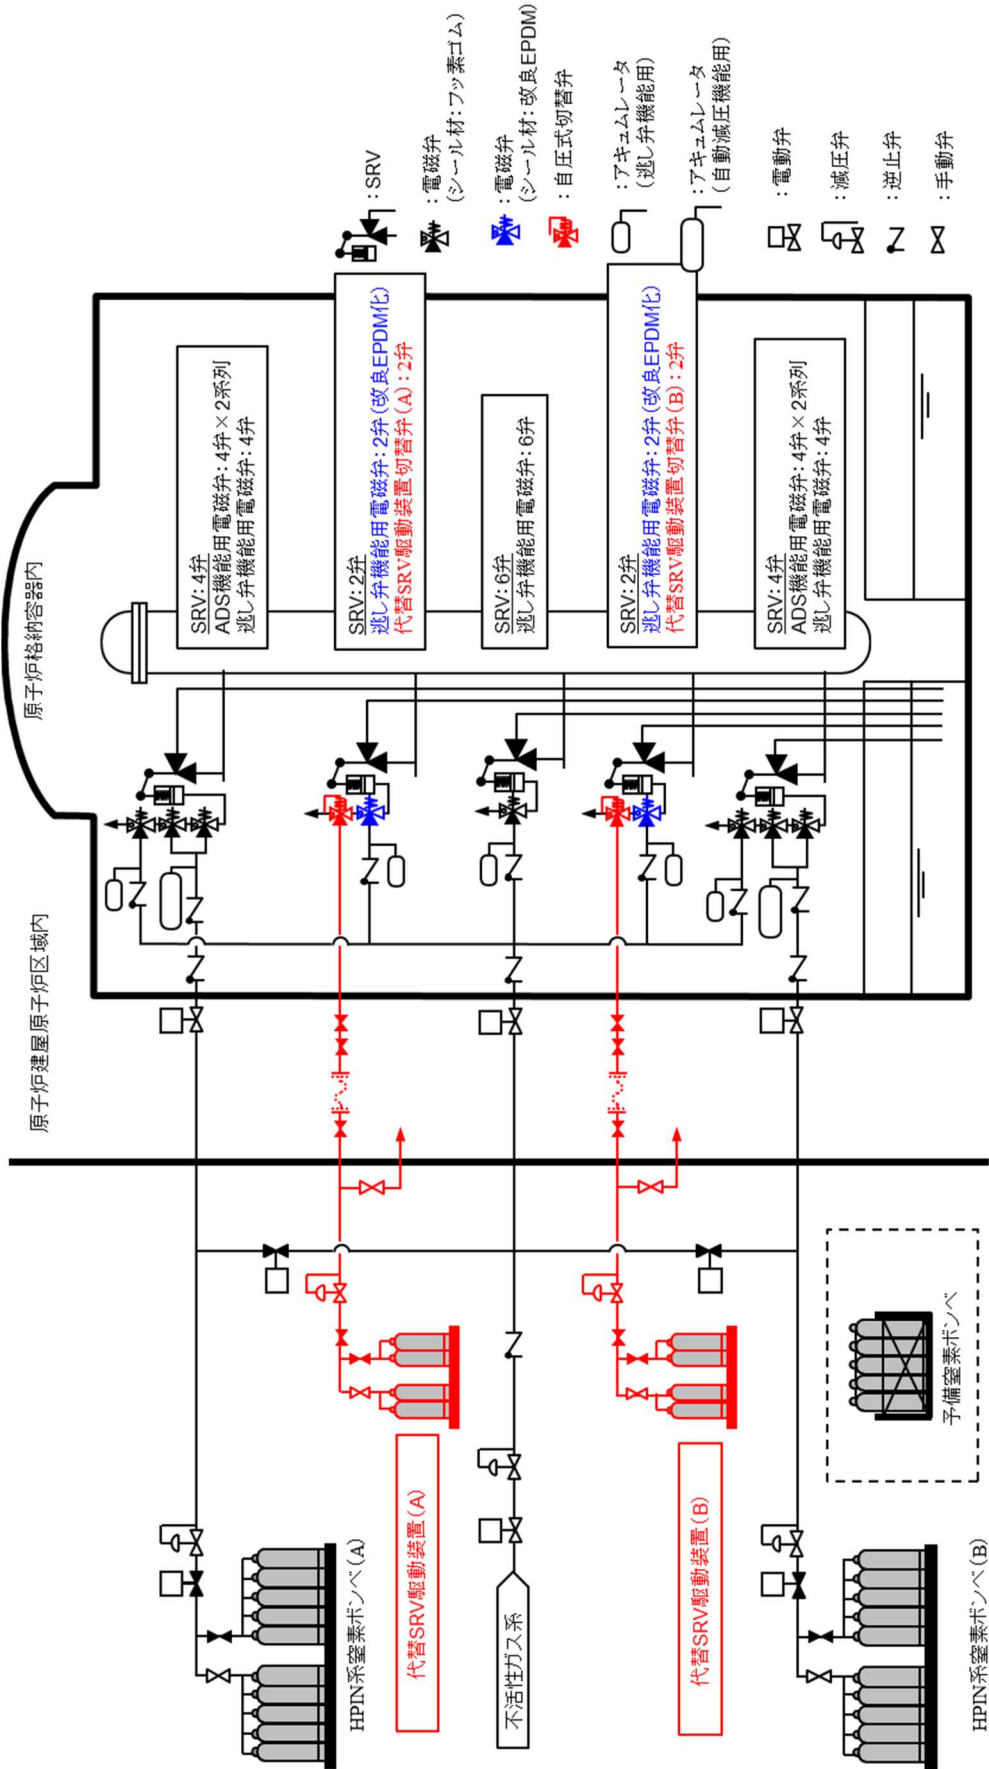 原子炉建屋原子炉区域内
原子炉格納容器内
SRV:4弁
ADS機能用電磁弁:4弁×2系列
逃し弁機能用電磁弁:4弁
SRV:2弁
逃し弁機能用電磁弁:2弁(改良EPDM化)
代替SRV駆動装置切替弁(A):2弁
SRV:6弁
逃し弁機能用電磁弁:6弁
SRV:2弁
逃し弁機能用電磁弁:2弁(改良EPDM化)
代替SRV駆動装置切替弁(B):2弁
SRV:4弁
ADS機能用電磁弁:4弁×2系列
逃し弁機能用電磁弁:4弁
HPIN系窒素ボンベ(A)
代替SRV駆動装置(A)
不活性ガス系
代替SRV駆動装置(B)
予備窒素ボンベ
HPIN系窒素ボンベ(B)
:SRV
:電磁弁
(シール材:フッ素ゴム)
:電磁弁
(シール材:改良EPDM)
:自圧式切替弁
:アキュムレータ
(逃し弁機能用)
:アキュムレータ
(自動減圧機能用)
:電動弁
:減圧弁
:逆止弁
:手動弁